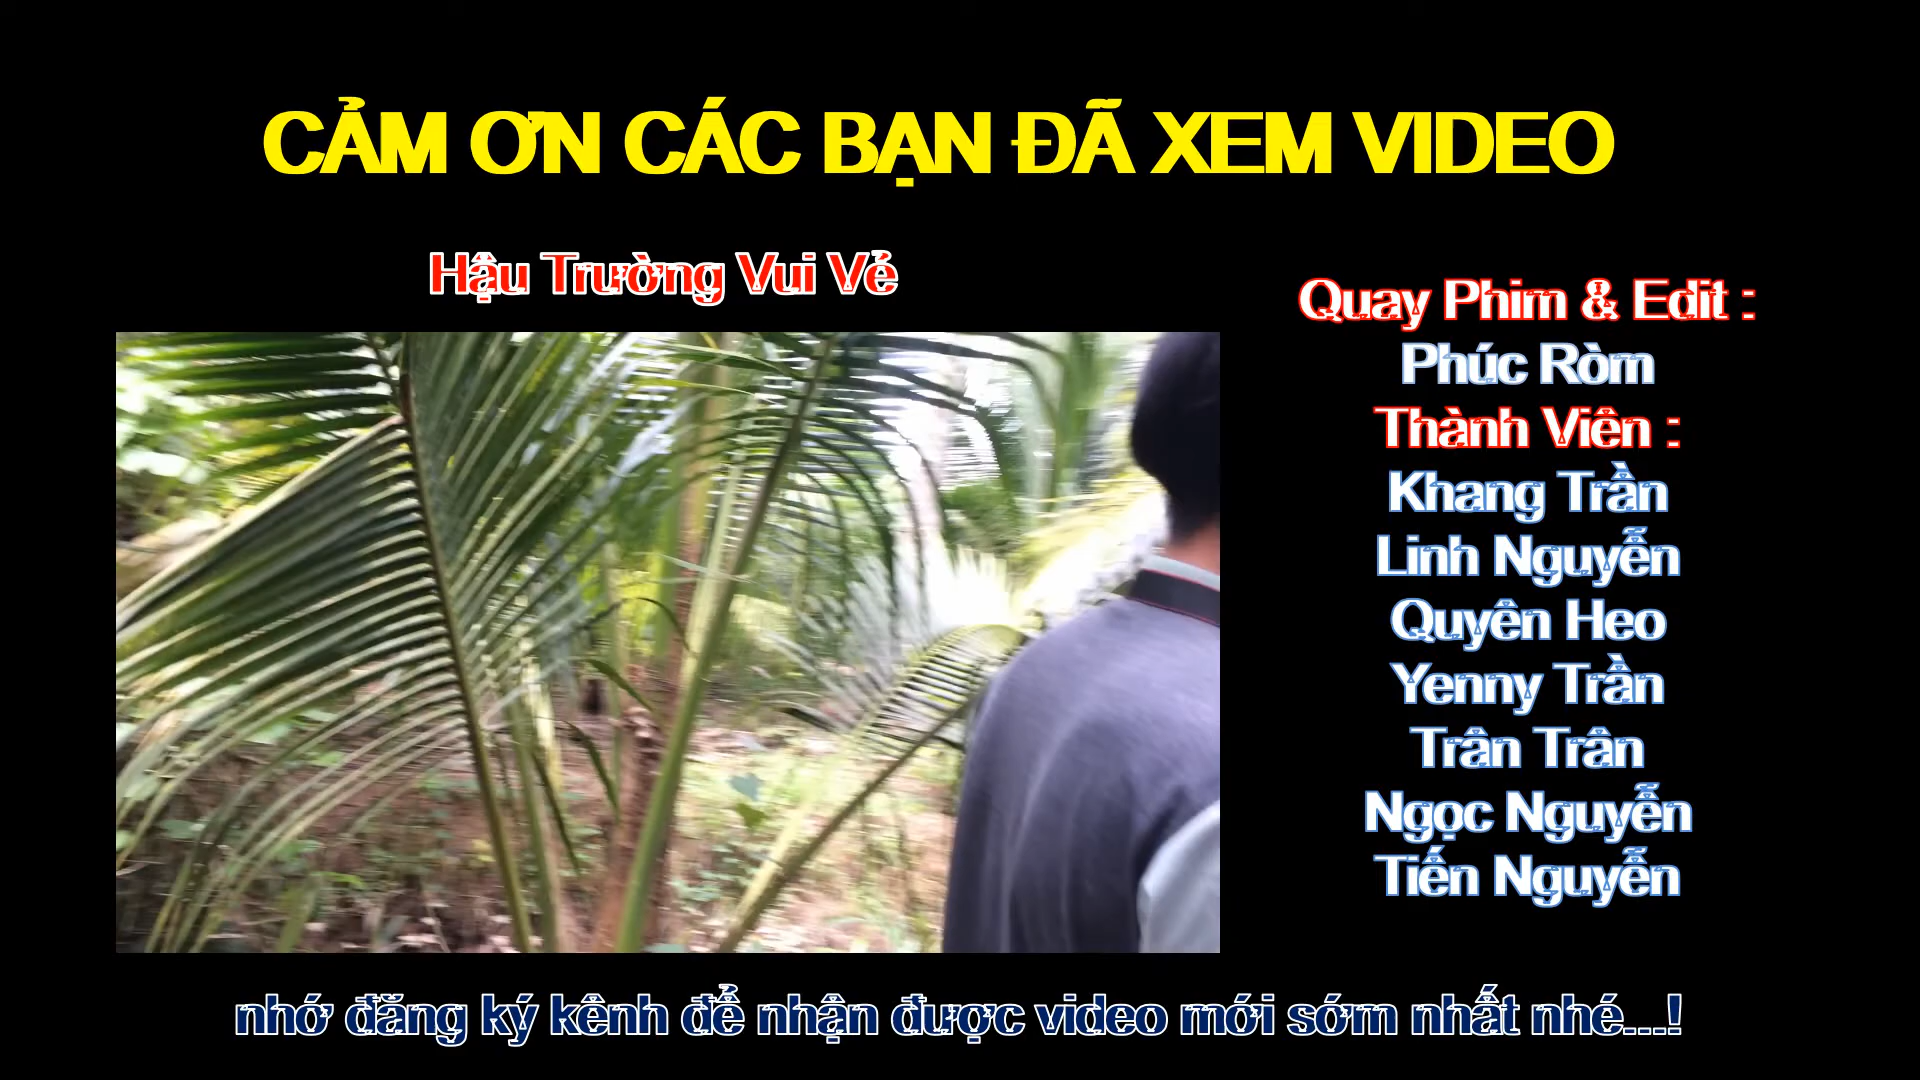 CẢM ƠN CÁC BẠN ĐÃ XEM VIDEO
Hậu Trường Vui Vẻ
Quay Phim & Edit :
Phúc Ròm
Thành Viên :
Khang Trần
Linh Nguyễn
Quyên Heo
Yenny Trần
Trân Trân
Ngọc Nguyễn
Tiến Nguyễn
nhớ đăng ký kênh để nhận được video mới sớm nhất nhé...!